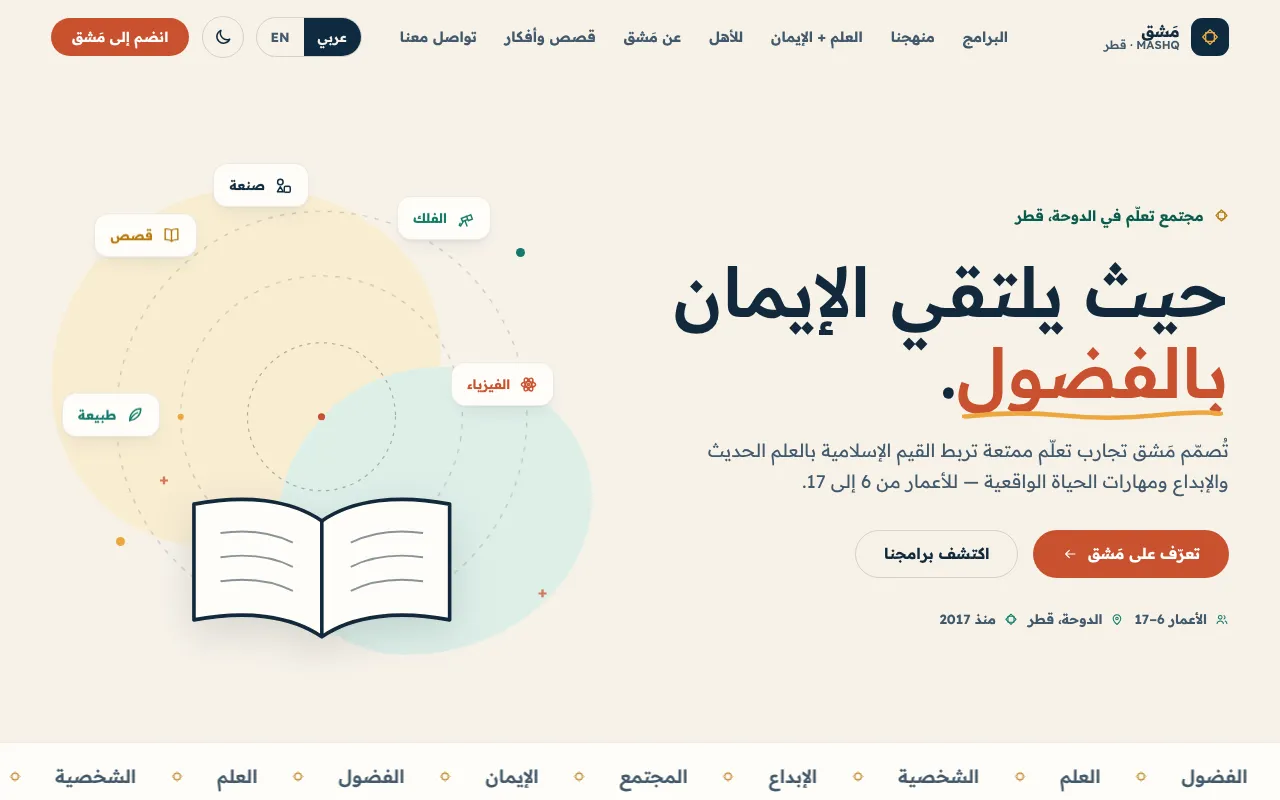 مَشق
MASHQ · قطر
البرامج
منهجنا
العلم + الإيمان
للأهل
عن مَشق
قصص وأفكار
تواصل معنا
عربي
EN
انضم إلى مَشق
مجتمع تعلّم في الدوحة، قطر
حيث يلتقي الإيمان
بالفضول.
تُصمّم مَشق تجارب تعلّم ممتعة تربط القيم الإسلامية بالعلم الحديث
والإبداع ومهارات الحياة الواقعية — للأعمار من 6 إلى 17.
تعرّف على مَشق ←
اكتشف برامجنا
الأعمار 6–17
الدوحة، قطر
منذ 2017
صنعة
الفلك
قصص
الفيزياء
طبيعة
الفضول
العلم
الشخصية
الإبداع
المجتمع
الإيمان
الفضول
العلم
الشخصية